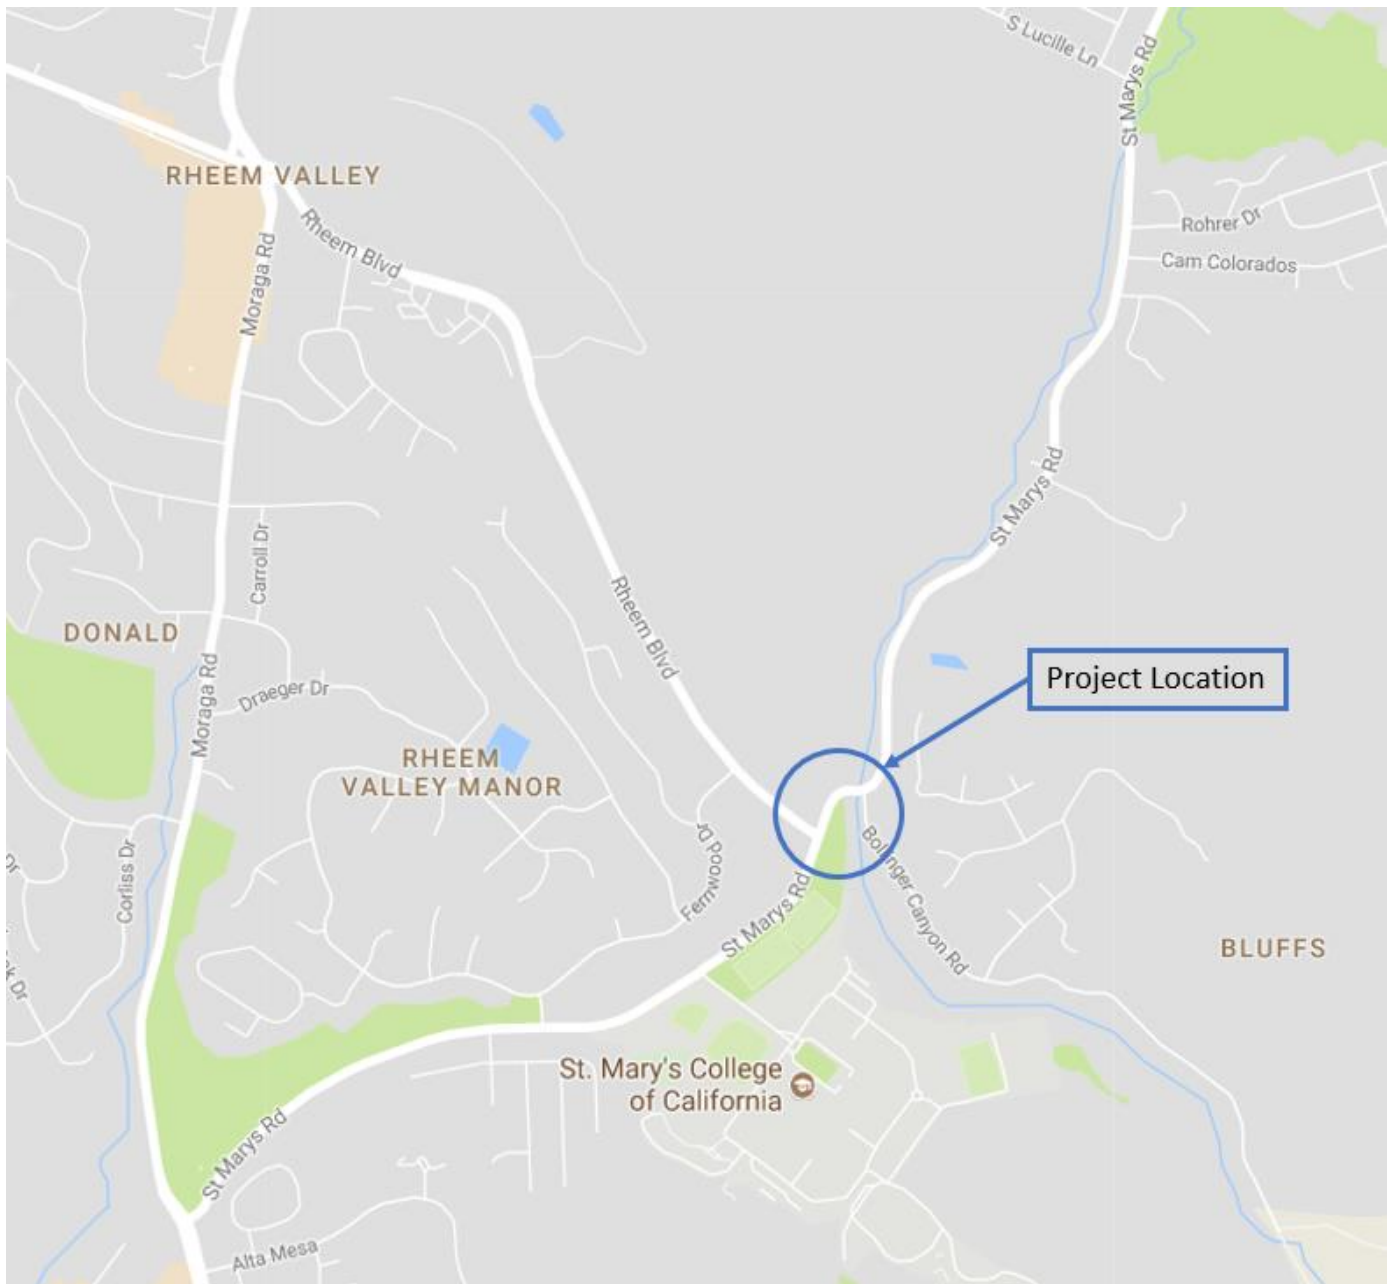 S Lucille Ln
St Marys Rd
RHEEM VALLEY
Rheem Blvd
Rohrer Dr
Cam Colorados
Moraga Rd
St Marys Rd
Carroll Dr
Rheem Blvd
DONALD
Moraga Rd
Draeger Dr
Project Location
RHEEM
VALLEY MANOR
Dr
Corliss Dr
Fernwood Dr
Bollinger Canyon Rd
St Marys Rd
BLUFFS
St. Mary's College
of California
St Marys Rd
Alta Mesa